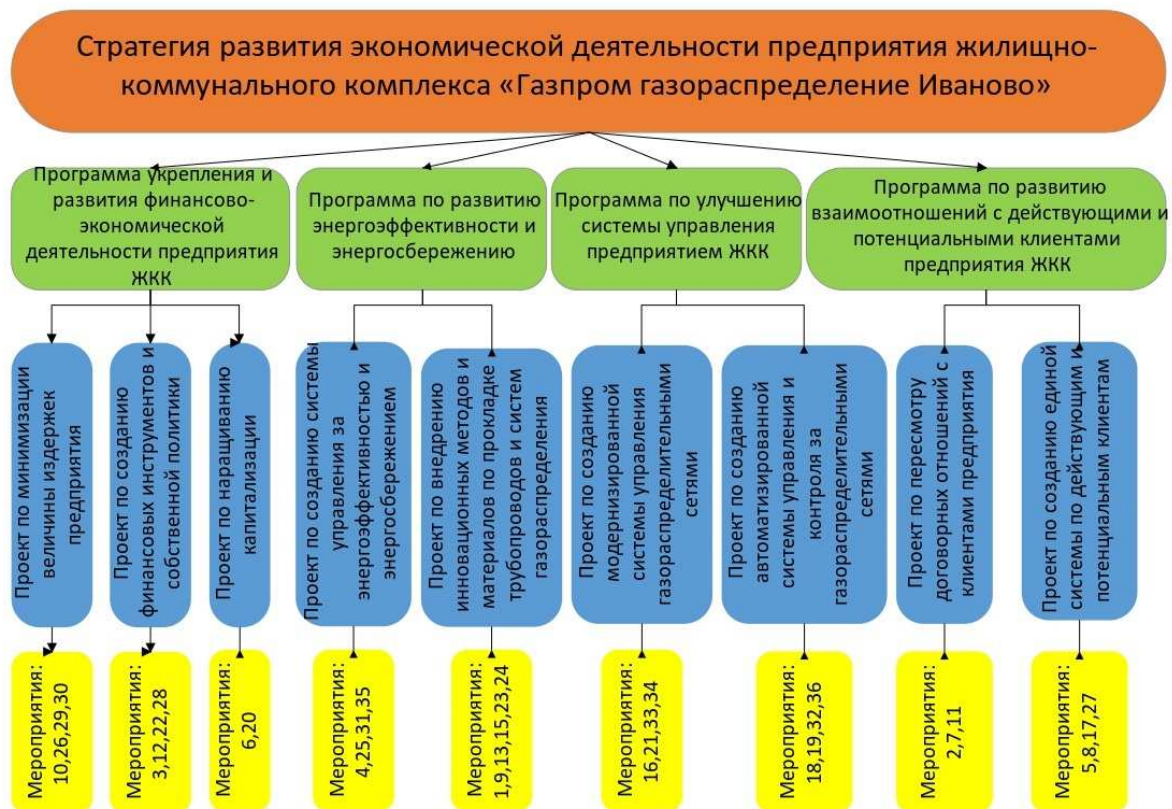 Стратегия развития экономической деятельности предприятия жилищно-
коммунального комплекса «Газпром газораспределение Иваново»
Программа укрепления и
развития финансово-
экономической
деятельности предприятия
ЖКК
Программа по развитию
энергоэффективности и
энергосбережению
Программа по улучшению
системы управления
предприятием ЖКК
Программа по развитию
взаимоотношений с действующими и
потенциальными клиентами
предприятия ЖКК
Проект по минимизации
величины издержек
предприятия
Проект по созданию
финансовых инструментов и
собственной политики
Проект по наращиванию
капитализации
Проект по созданию системы
управления за
энергоэффективностью и
энергосбережением
Проект по внедрению
инновационных методов и
материалов по прокладке
трубопроводов и систем
газораспределения
Проект по созданию
модернизированной
системы управления
газораспределительными
сетями
Проект по созданию
автоматизированной
системы управления и
контроля за
газораспределительными
сетями
Проект по пересмотру
договорных отношений с
клиентами предприятия
Проект по созданию единой
системы по действующим и
потенциальным клиентам
Мероприятия:
10,26,29,30
Мероприятия:
3,12,22,28
Мероприятия:
6,20
Мероприятия:
4,25,31,35
Мероприятия:
1,9,13,15,23,24
Мероприятия:
16,21,33,34
Мероприятия:
18,19,32,36
Мероприятия:
2,7,11
Мероприятия:
5,8,17,27